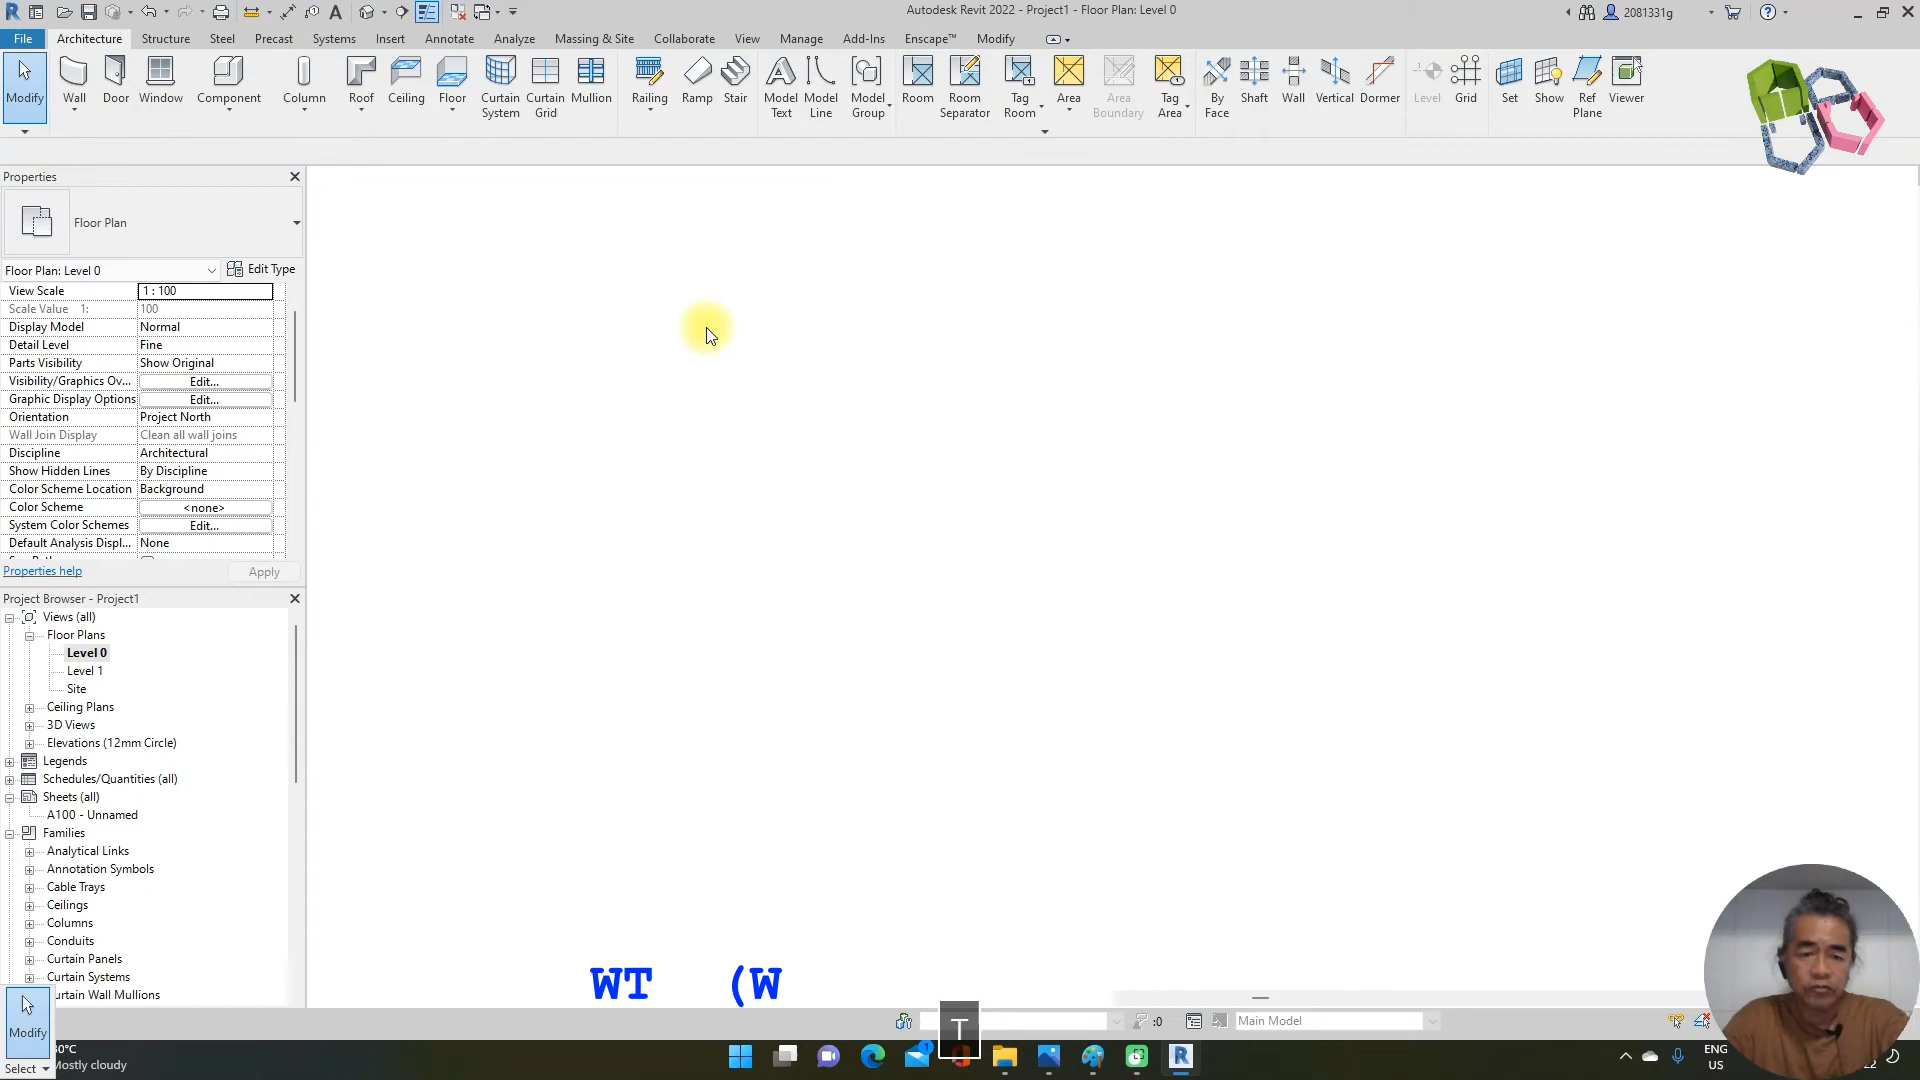 Autodesk Revit 2022 - Project1 - Floor Plan: Level 0
2081331g
File Architecture Structure Steel Precast Systems Insert Annotate Analyze Massing & Site Collaborate View Manage Add-Ins Enscape™ Modify
Modify Wall Door Window Component Column Roof Ceiling Floor Curtain System Curtain Grid Mullion Railing Ramp Stair Model Text Model Line Model Group Room Room Separator Tag Room Area Area Boundary Tag Area By Face Shaft Wall Vertical Dormer Level Grid Set Show Ref Plane Viewer
Properties
Floor Plan
Floor Plan: Level 0 Edit Type
View Scale 1 : 100
Scale Value 1: 100
Display Model Normal
Detail Level Fine
Parts Visibility Show Original
Visibility/Graphics Ov... Edit...
Graphic Display Options Edit...
Orientation Project North
Wall Join Display Clean all wall joins
Discipline Architectural
Show Hidden Lines By Discipline
Color Scheme Location Background
Color Scheme <none>
System Color Schemes Edit...
Default Analysis Displ... None
Properties help Apply
Project Browser - Project1
Views (all)
Floor Plans
Level 0
Level 1
Site
Ceiling Plans
3D Views
Elevations (12mm Circle)
Legends
Schedules/Quantities (all)
Sheets (all)
A100 - Unnamed
Families
Analytical Links
Annotation Symbols
Cable Trays
Ceilings
Columns
Conduits
Curtain Panels
Curtain Systems
urtain Wall Mullions
WT (W
T
Modify
Select
:0
Main Model
30°C
Mostly cloudy
1
ENG
US
22